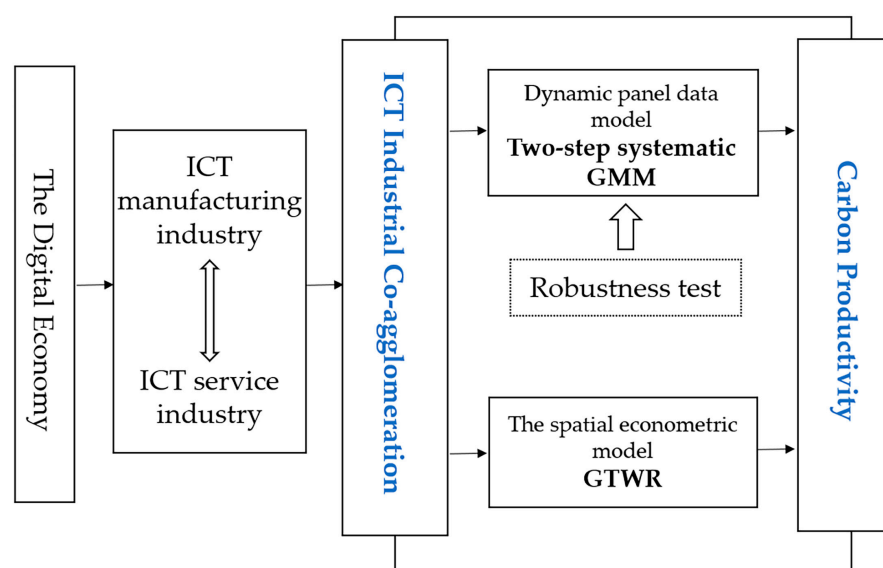 The Digital Economy
ICT
manufacturing
industry
ICT service
industry
ICT Industrial Co-agglomeration
Dynamic panel data
model
Two-step systematic
GMM
Robustness test
The spatial econometric
model
GTWR
Carbon Productivity